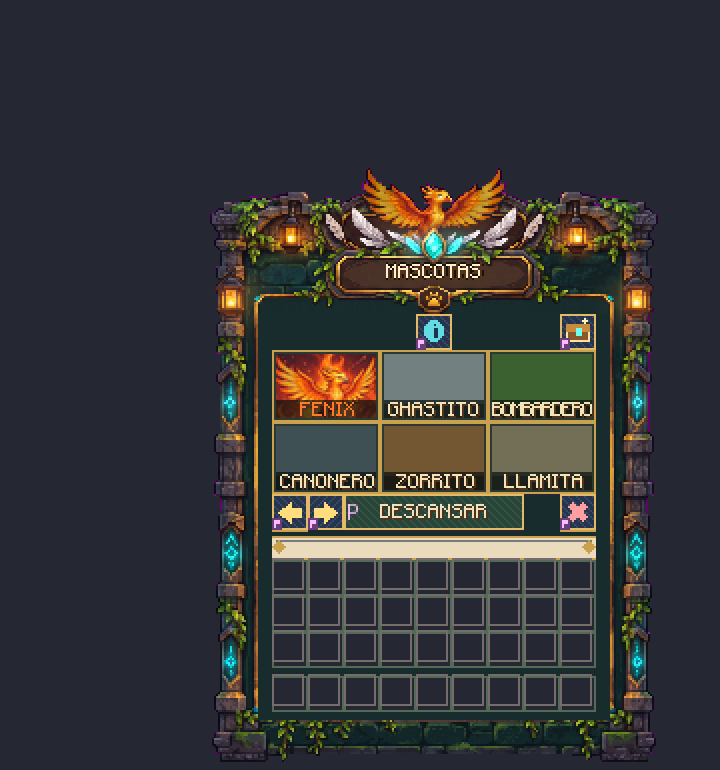 MASCOTAS
i
P
P
FENIX
GHASTITO
BOMBARDERO
CANONERO
ZORRITO
LLAMITA
P
P
P DESCANSAR
P